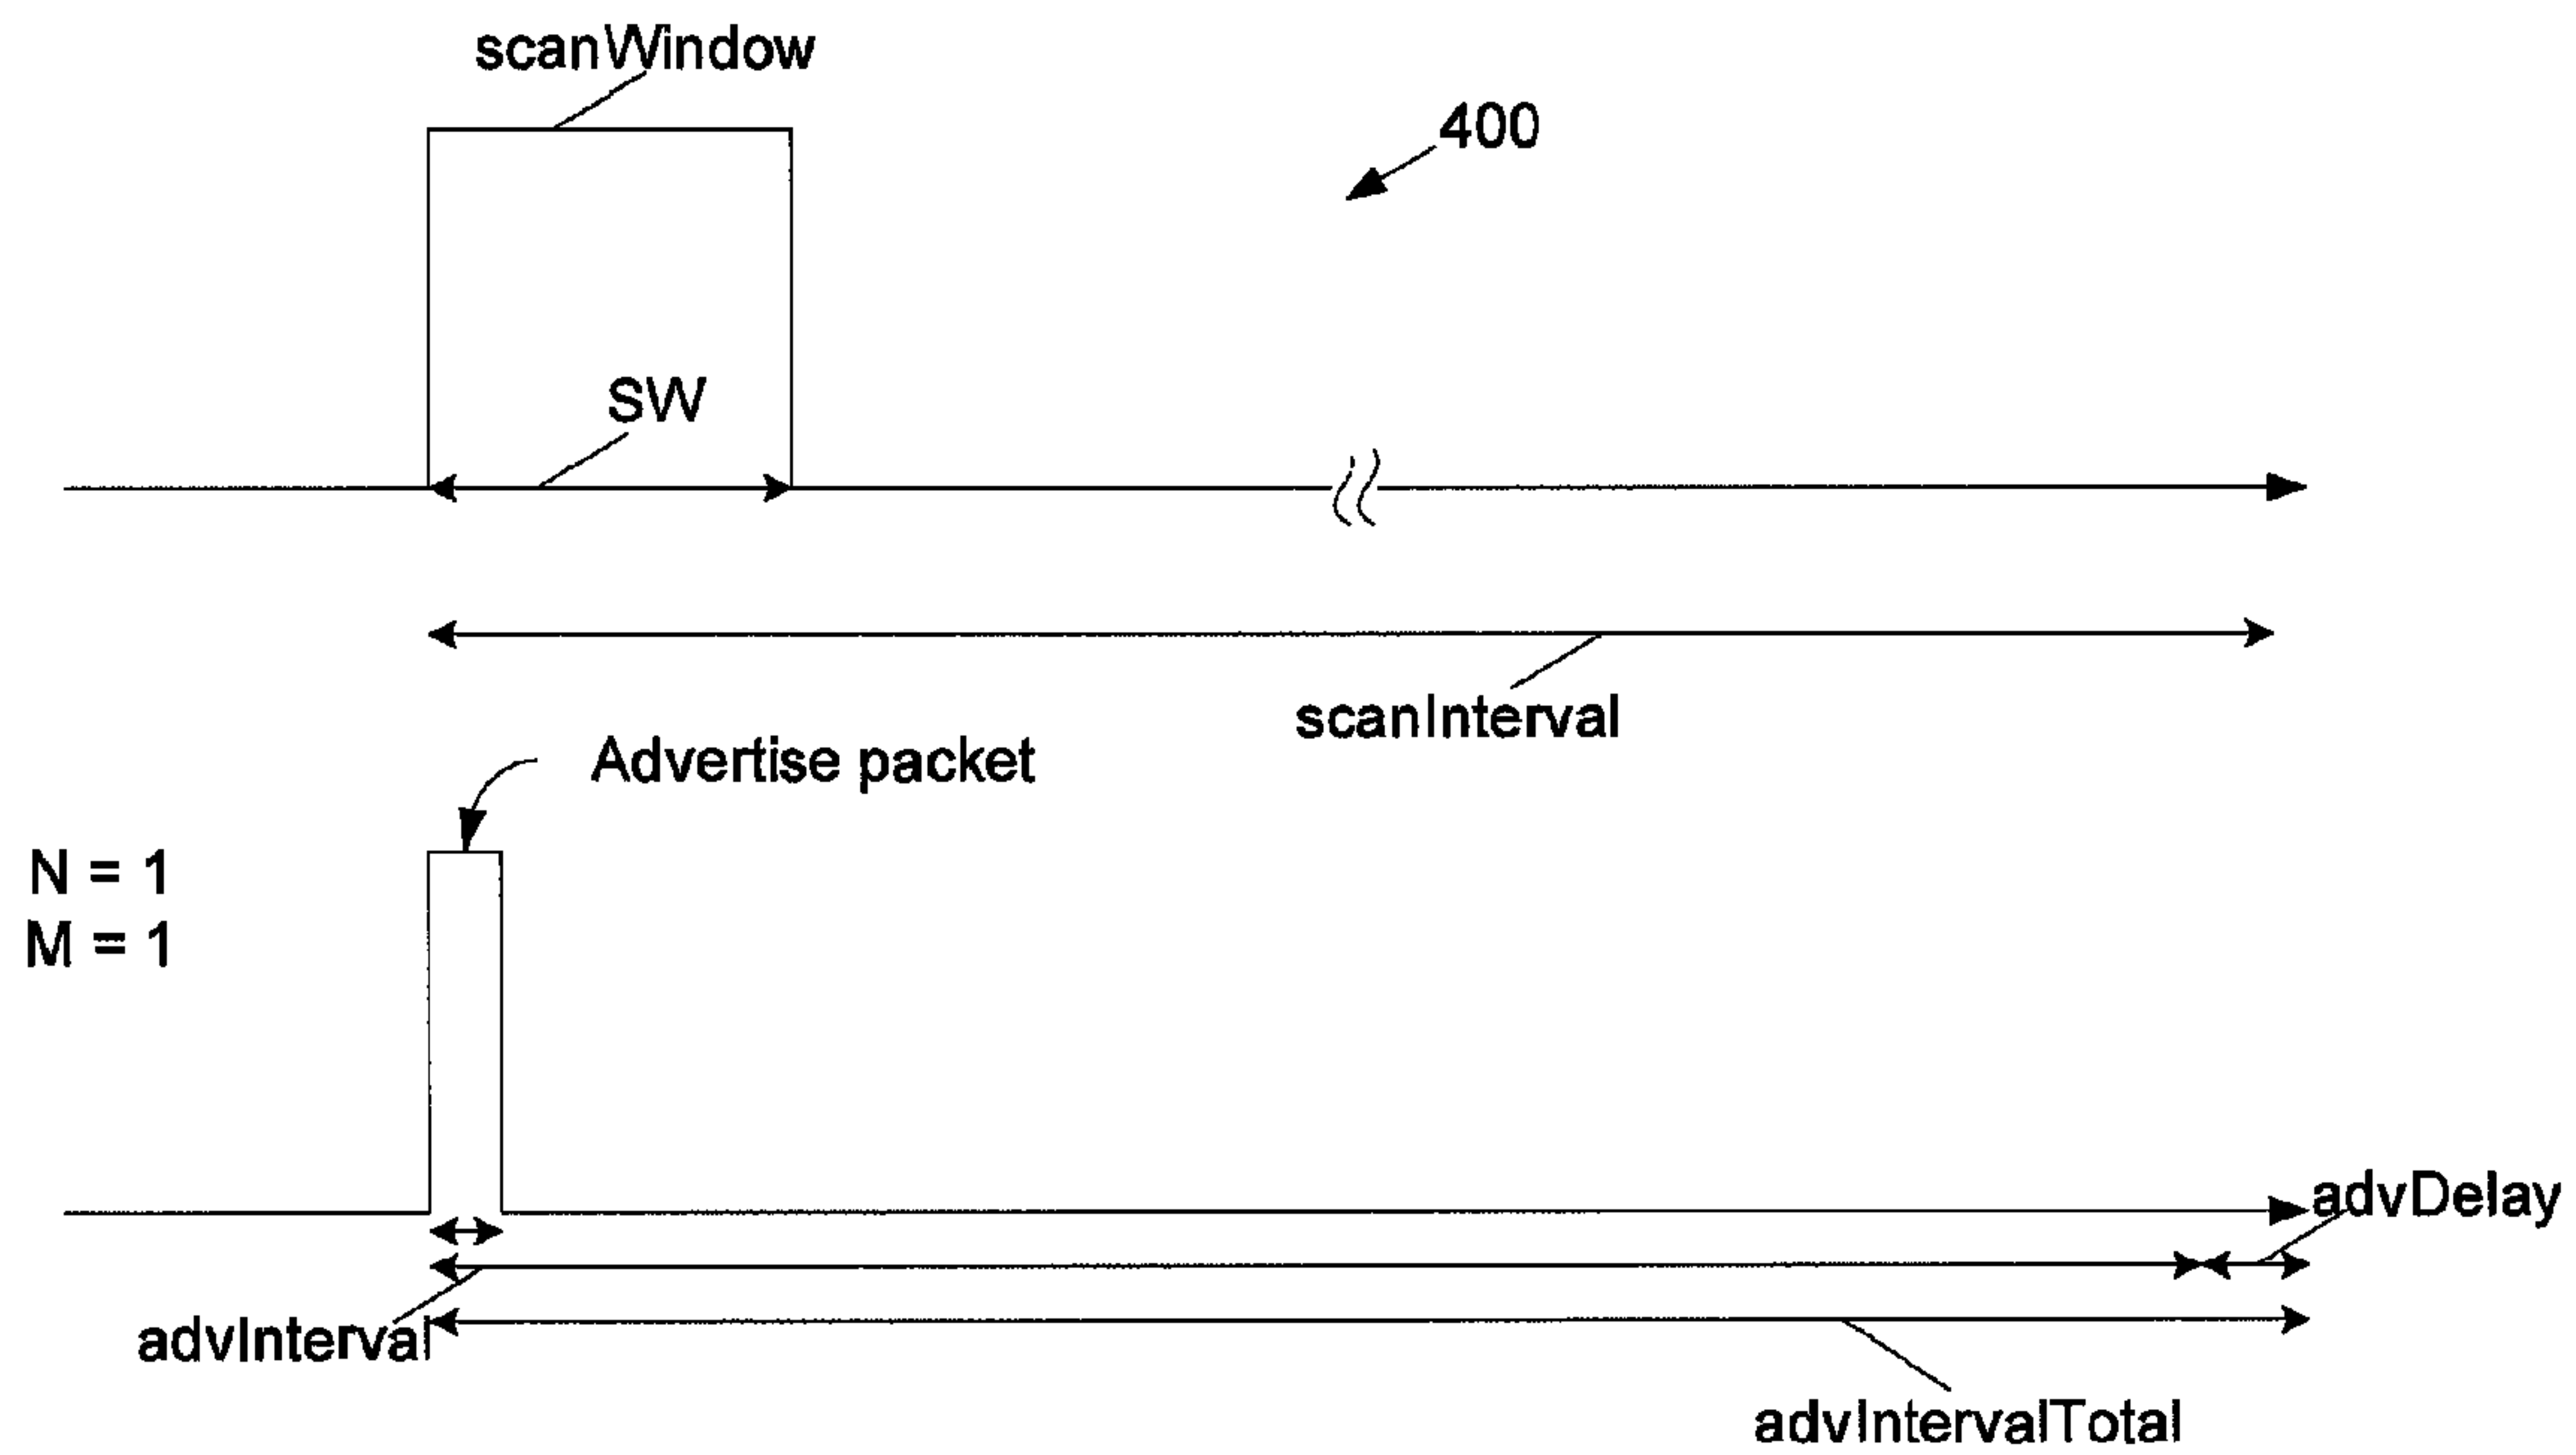 scanWindow
400
SW
scanInterval
Advertise packet
N = 1
M = 1
advDelay
advInterval
advIntervalTotal